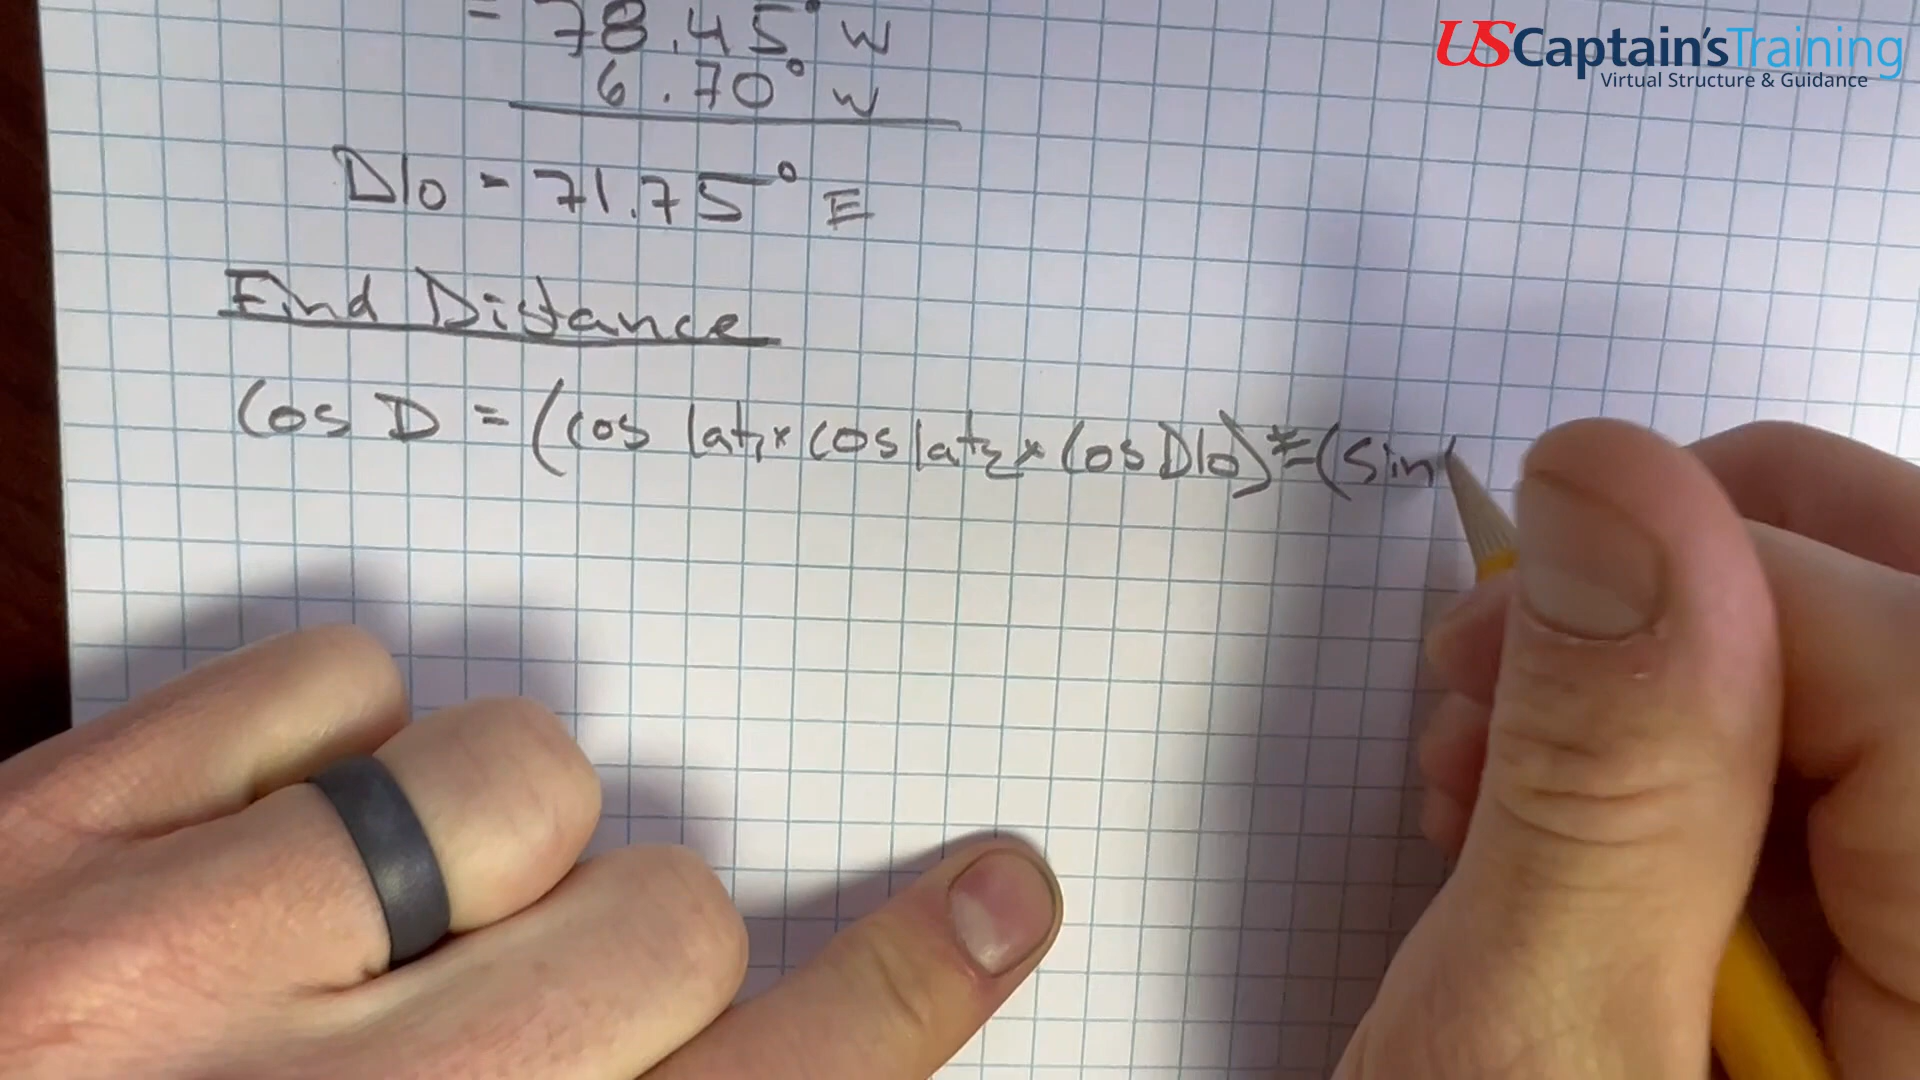 = 78.45° W
USCaptain'sTraining
Virtual Structure & Guidance
6.70° W
Dlo = 71.75° E
Find Distance
Cos D = (cos lat₁ × cos lat₂ × Cos Dlo) ± (Sin